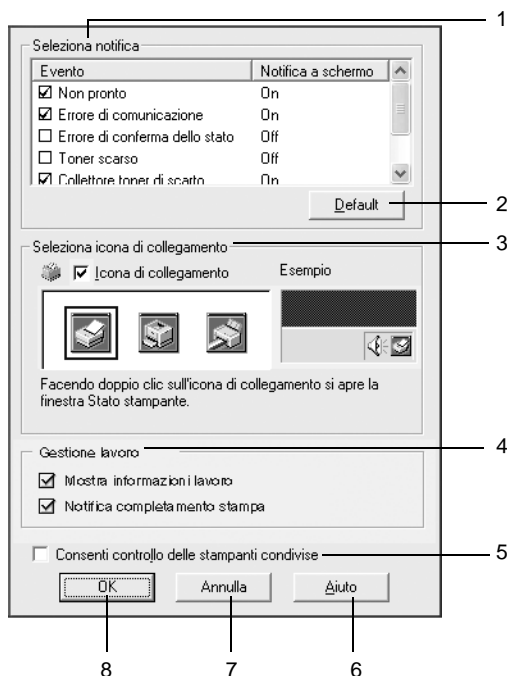 1
Seleziona notifica
Evento Notifica a schermo
Non pronto On
Errore di comunicazione On
Errore di conferma dello stato Off
Toner scarso Off
Collettore toner di scarto On
Default
2
Seleziona icona di collegamento
3
Icona di collegamento Esempio
Facendo doppio clic sull'icona di collegamento si apre la
finestra Stato stampante.
Gestione lavoro
4
Mostra informazioni lavoro
Notifica completamento stampa
Consenti controllo delle stampanti condivise
5
OK Annulla Aiuto
8 7 6